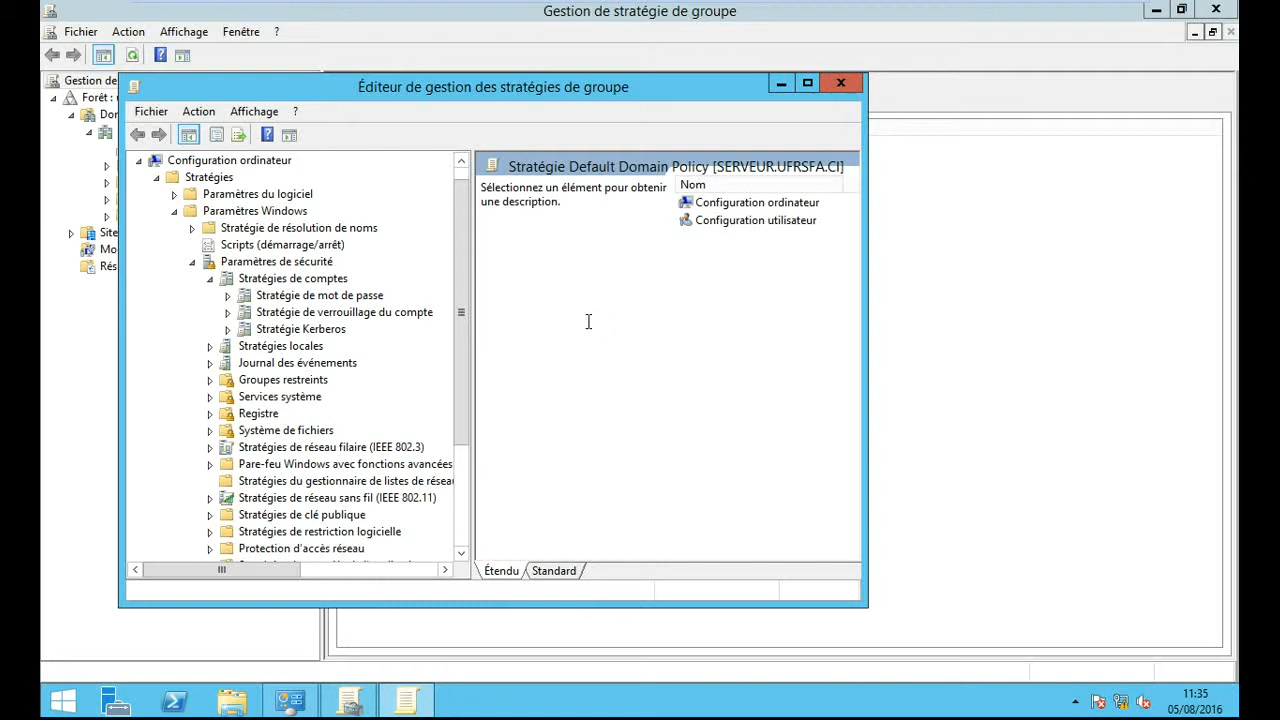 Gestion de stratégie de groupe
Fichier Action Affichage Fenêtre ?
Gestion de
Forêt :
Dor
Site
Mo
Rés
Éditeur de gestion des stratégies de groupe
Fichier Action Affichage ?
Configuration ordinateur
Stratégies
Paramètres du logiciel
Paramètres Windows
Stratégie de résolution de noms
Scripts (démarrage/arrêt)
Paramètres de sécurité
Stratégies de comptes
Stratégie de mot de passe
Stratégie de verrouillage du compte
Stratégie Kerberos
Stratégies locales
Journal des événements
Groupes restreints
Services système
Registre
Système de fichiers
Stratégies de réseau filaire (IEEE 802.3)
Pare-feu Windows avec fonctions avancées
Stratégies du gestionnaire de listes de résea
Stratégies de réseau sans fil (IEEE 802.11)
Stratégies de clé publique
Stratégies de restriction logicielle
Protection d'accès réseau
Stratégie Default Domain Policy [SERVEUR.UFRSFA.CI]
Sélectionnez un élément pour obtenir
une description.
Nom
Configuration ordinateur
Configuration utilisateur
Étendu Standard
11:35
05/08/2016